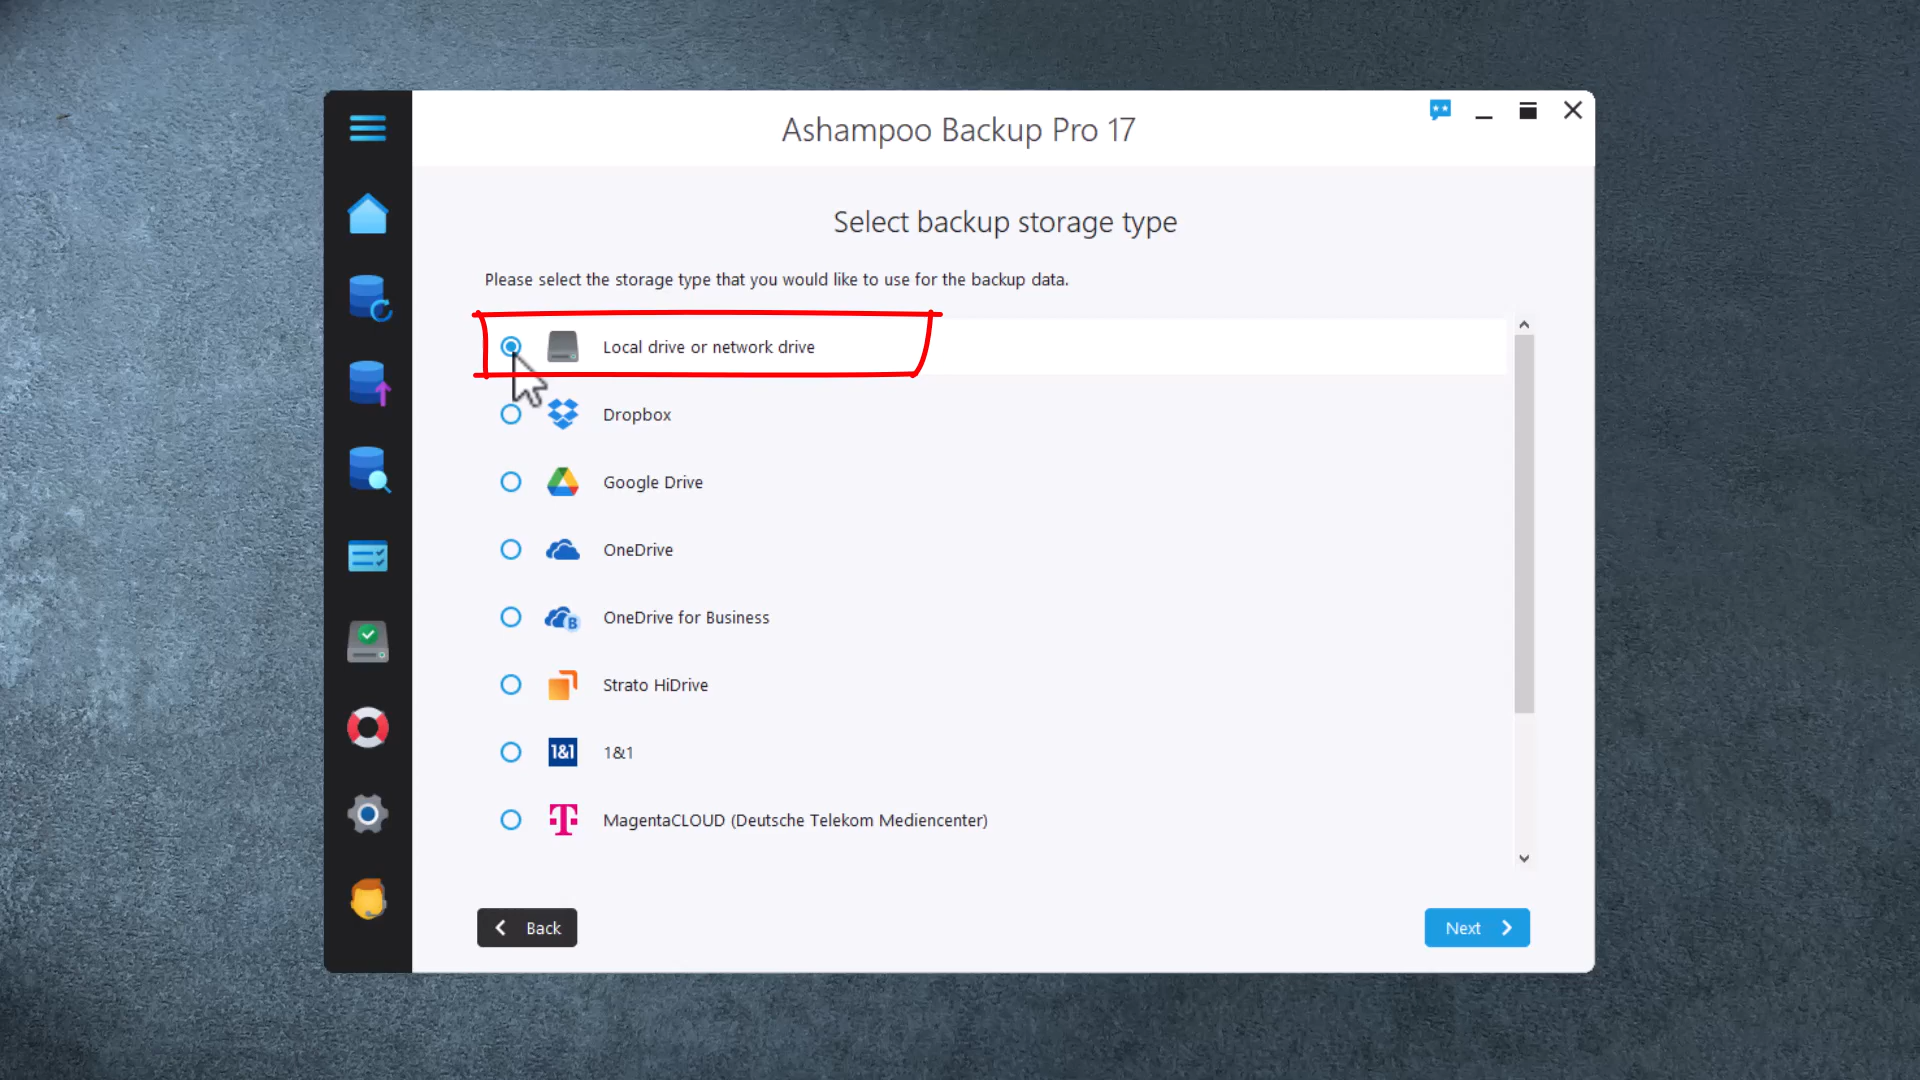 Ashampoo Backup Pro 17
Select backup storage type
Please select the storage type that you would like to use for the backup data.
Local drive or network drive
Dropbox
Google Drive
OneDrive
B
OneDrive for Business
Strato HiDrive
1&1
1&1
T
MagentaCLOUD (Deutsche Telekom Mediencenter)
Back
Next